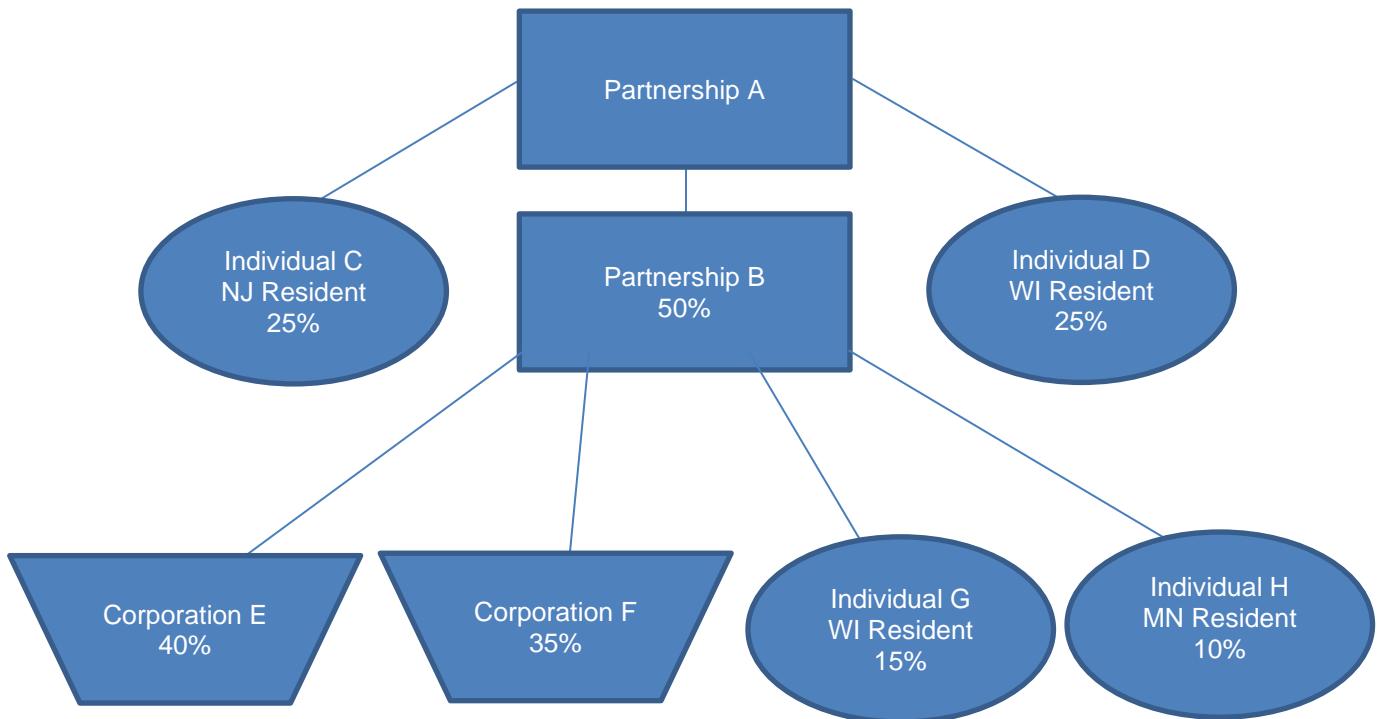 Partnership A
Individual C
NJ Resident
25%
Partnership B
50%
Individual D
WI Resident
25%
Corporation E
40%
Corporation F
35%
Individual G
WI Resident
15%
Individual H
MN Resident
10%